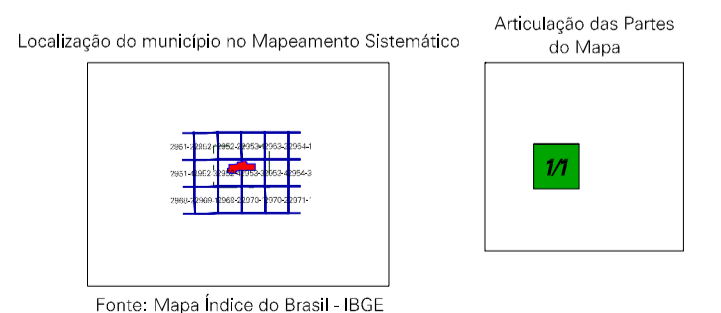 Localização do município no Mapeamento Sistemático
Articulação das Partes
do Mapa
1/1
Fonte: Mapa Índice do Brasil - IBGE